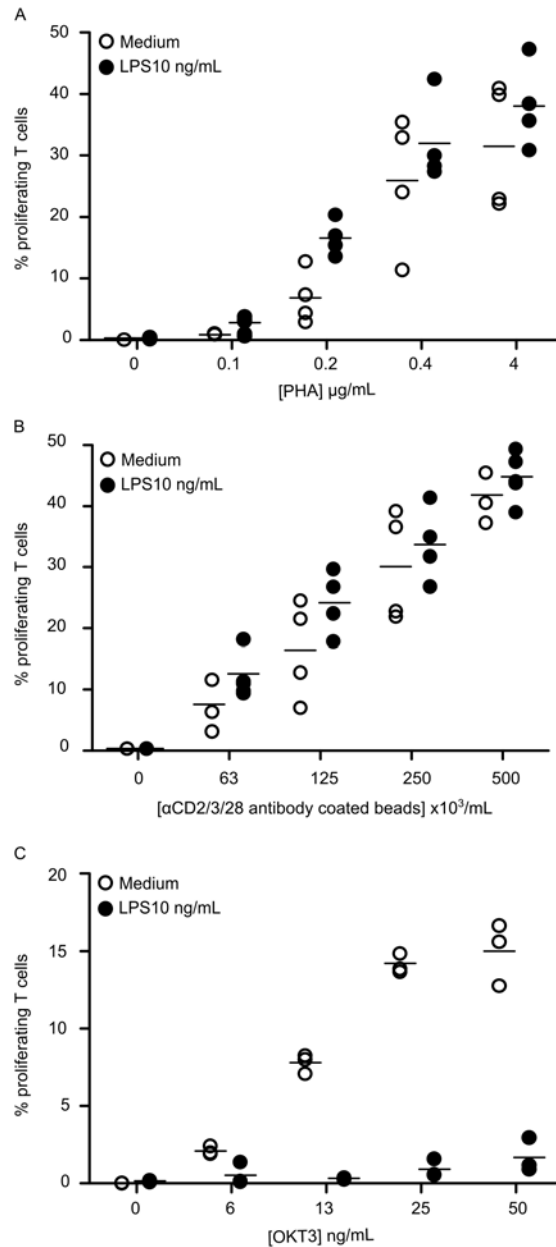 A
Medium
LPS10 ng/mL
50
40
30
20
10
0
% proliferating T cells
0 0.1 0.2 0.4 4
[PHA] µg/mL
B
Medium
LPS10 ng/mL
50
40
30
20
10
0
% proliferating T cells
0 63 125 250 500
[αCD2/3/28 antibody coated beads] x10³/mL
C
Medium
LPS10 ng/mL
20
15
10
5
0
% proliferating T cells
0 6 13 25 50
[OKT3] ng/mL